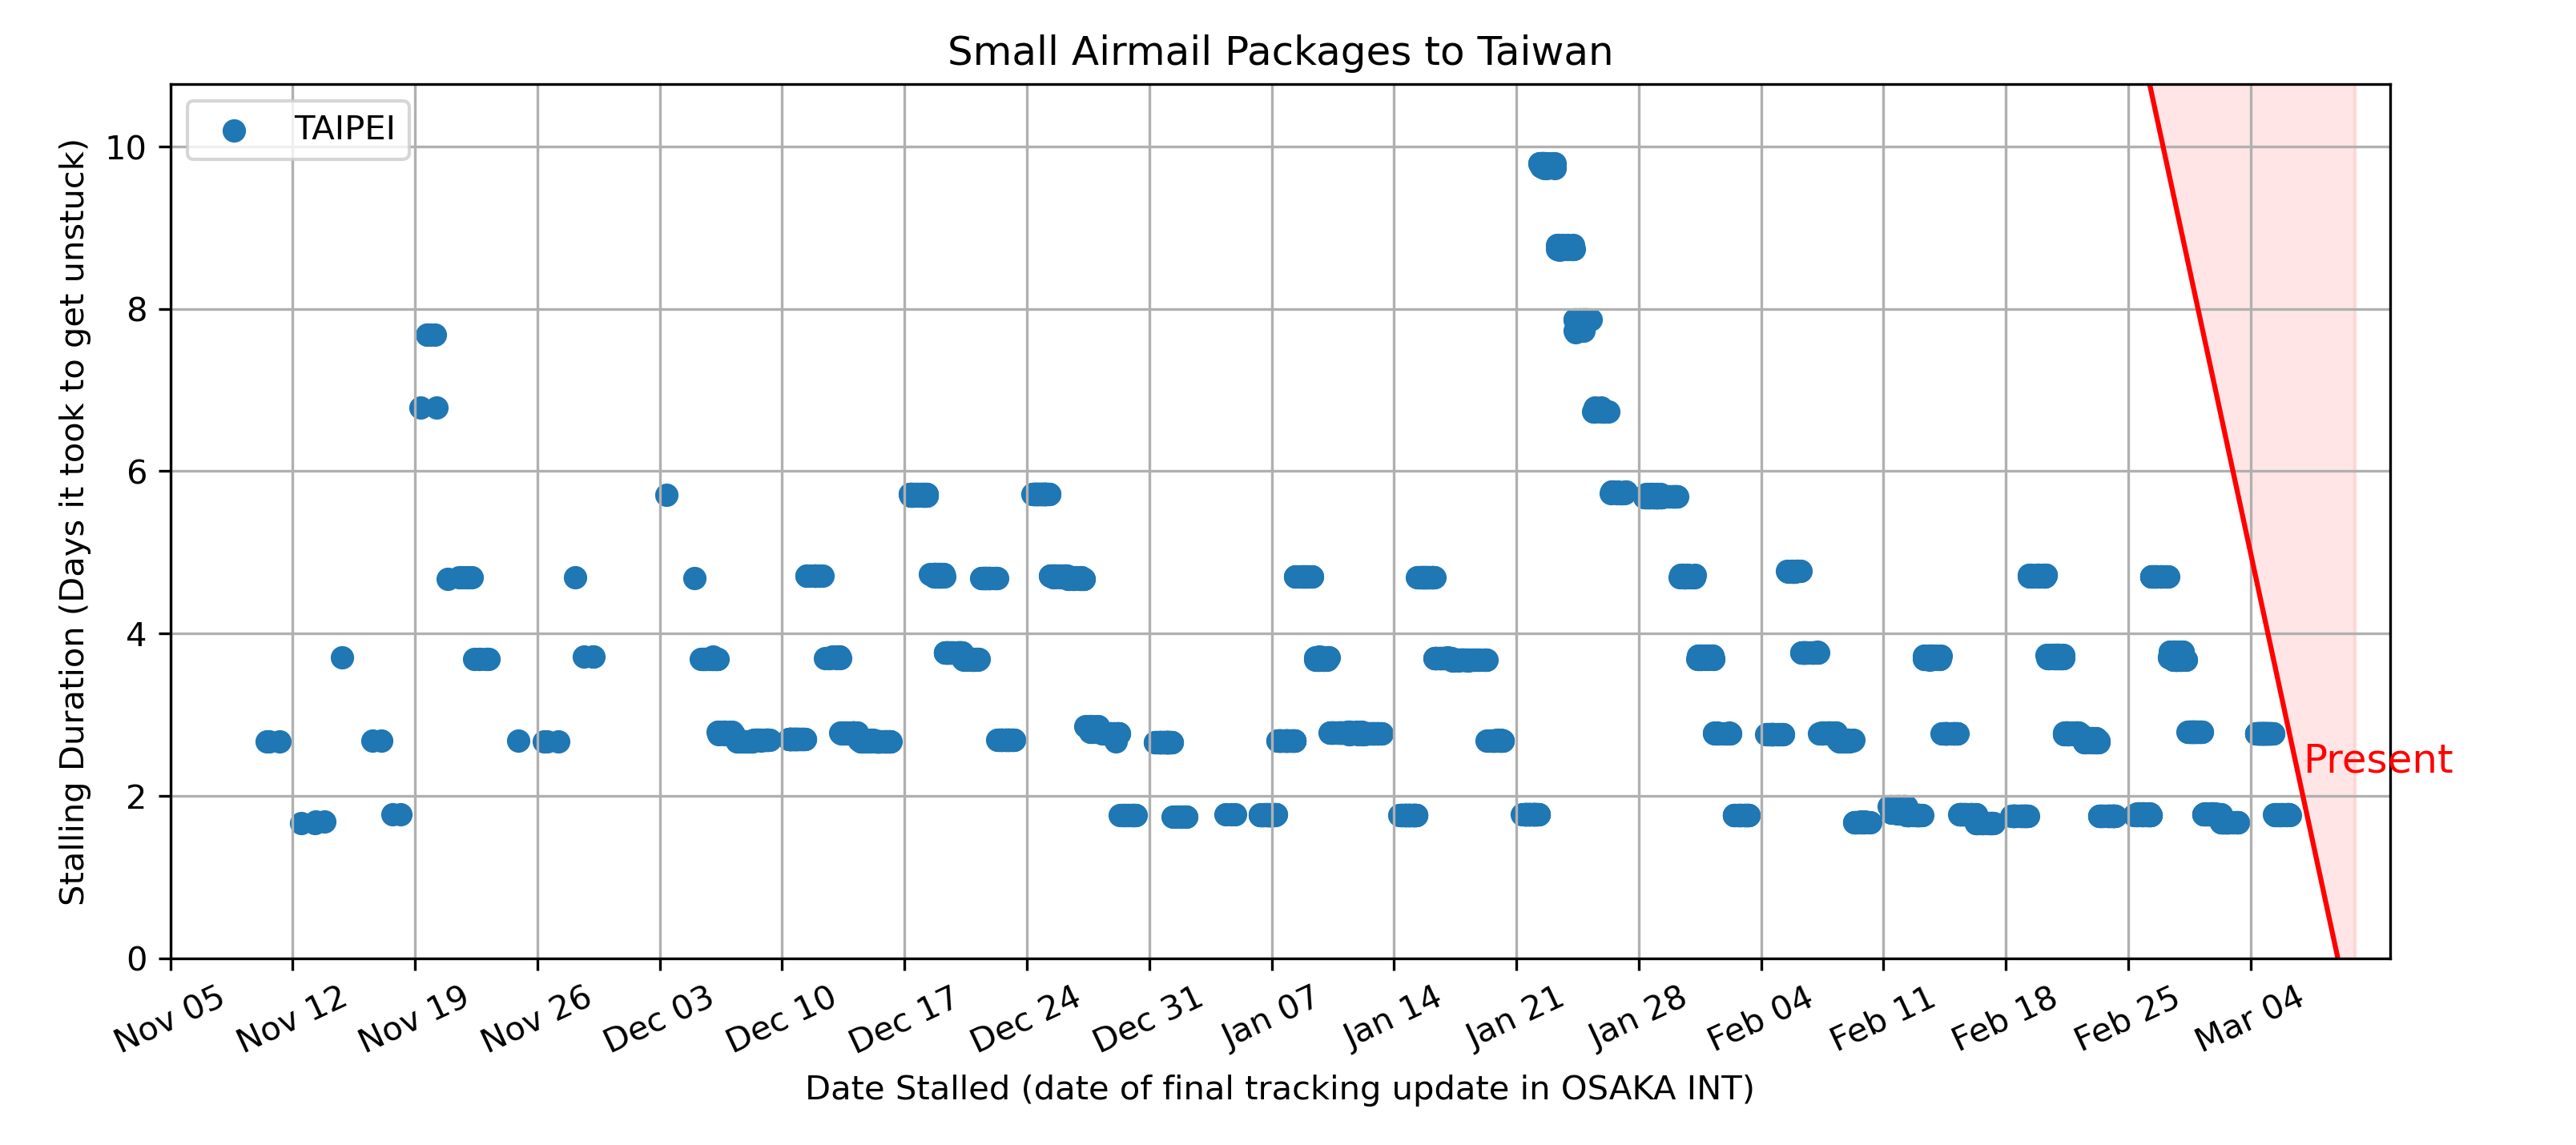 Small Airmail Packages to Taiwan
TAIPEI
Stalling Duration (Days it took to get unstuck)
10
8
6
4
2
0
Present
Nov 05
Nov 12
Nov 19
Nov 26
Dec 03
Dec 10
Dec 17
Dec 24
Dec 31
Jan 07
Jan 14
Jan 21
Jan 28
Feb 04
Feb 11
Feb 18
Feb 25
Mar 04
Date Stalled (date of final tracking update in OSAKA INT)